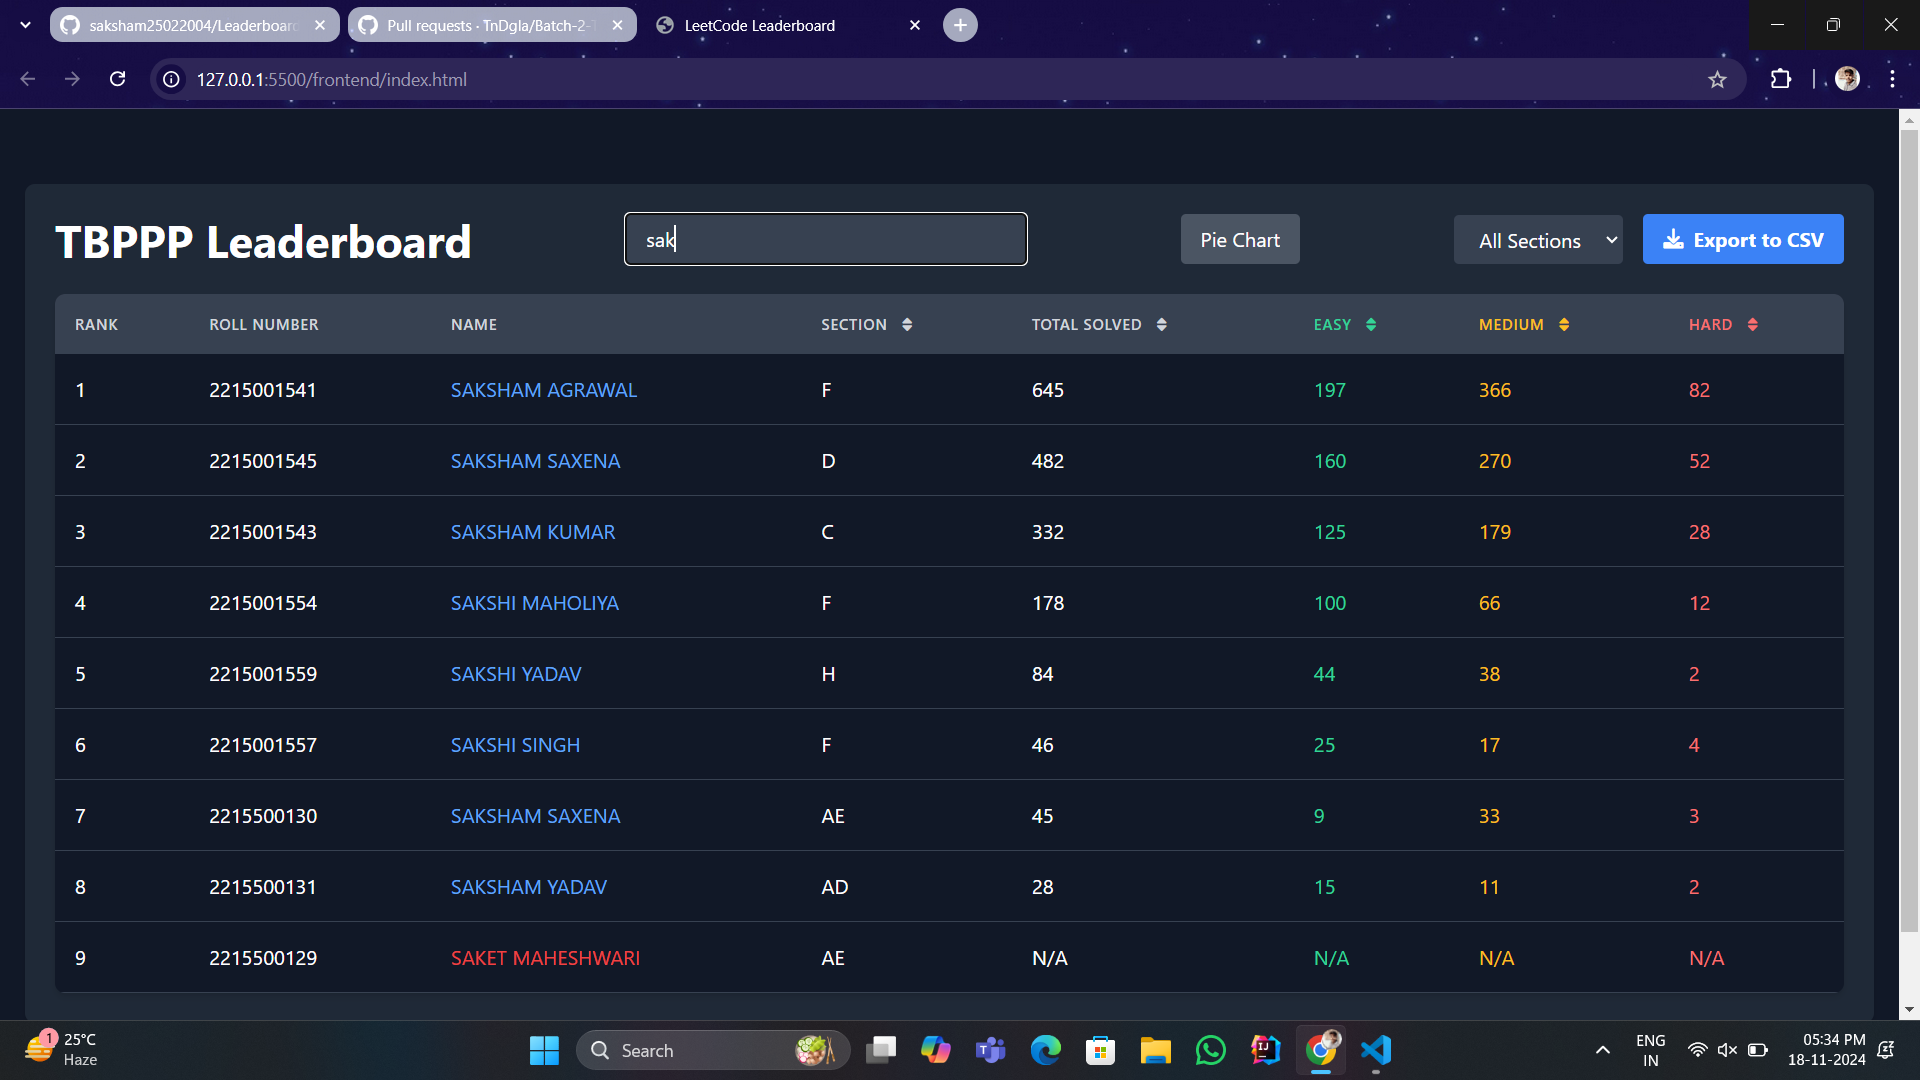 saksham25022004/Leaderboard
Pull requests · TnDgla/Batch-2-T
LeetCode Leaderboard
127.0.0.1:5500/frontend/index.html
TBPPP Leaderboard
sak
Pie Chart
All Sections
Export to CSV
RANK ROLL NUMBER NAME SECTION TOTAL SOLVED EASY MEDIUM HARD
1 2215001541 SAKSHAM AGRAWAL F 645 197 366 82
2 2215001545 SAKSHAM SAXENA D 482 160 270 52
3 2215001543 SAKSHAM KUMAR C 332 125 179 28
4 2215001554 SAKSHI MAHOLIYA F 178 100 66 12
5 2215001559 SAKSHI YADAV H 84 44 38 2
6 2215001557 SAKSHI SINGH F 46 25 17 4
7 2215500130 SAKSHAM SAXENA AE 45 9 33 3
8 2215500131 SAKSHAM YADAV AD 28 15 11 2
9 2215500129 SAKET MAHESHWARI AE N/A N/A N/A N/A
1
25°C
Haze
Search
ENG
IN
05:34 PM
18-11-2024